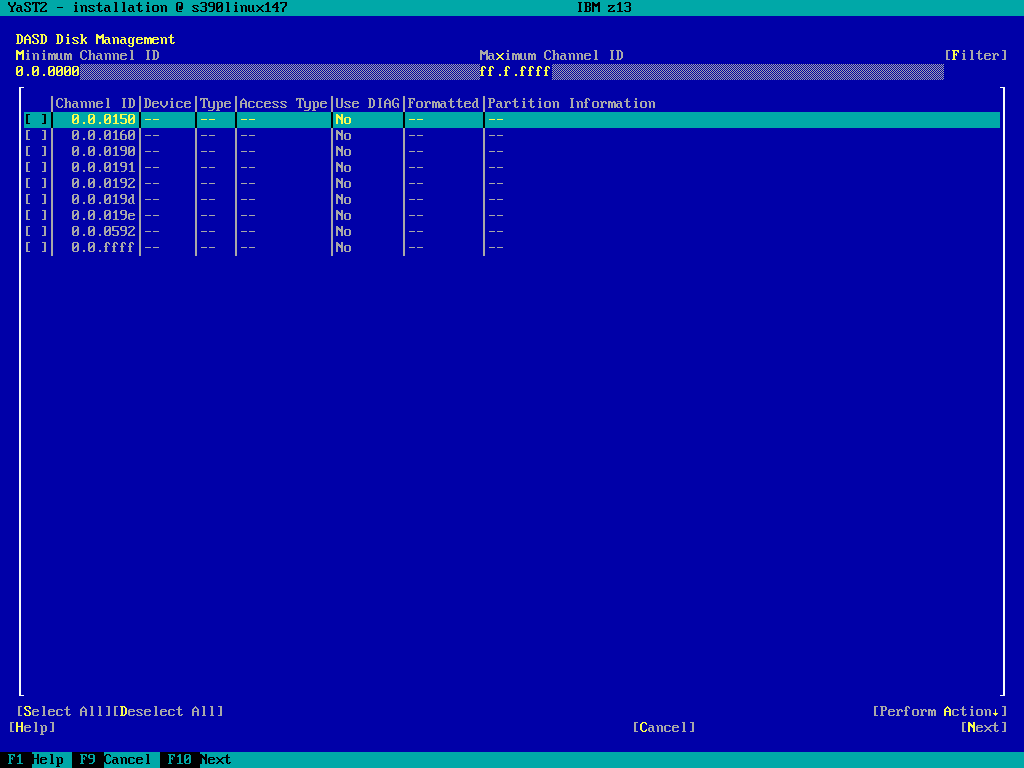 YaST2 - installation @ s390linux147 IBM z13
DASD Disk Management
Minimum Channel ID Maximum Channel ID [Filter]
0.0.0000 ff.f.ffff
|Channel ID|Device|Type|Access Type|Use DIAG|Formatted|Partition Information
[ ]| 0.0.0150|-- |-- |-- |No |-- |--
[ ]| 0.0.0160|-- |-- |-- |No |-- |--
[ ]| 0.0.0190|-- |-- |-- |No |-- |--
[ ]| 0.0.0191|-- |-- |-- |No |-- |--
[ ]| 0.0.0192|-- |-- |-- |No |-- |--
[ ]| 0.0.019d|-- |-- |-- |No |-- |--
[ ]| 0.0.019e|-- |-- |-- |No |-- |--
[ ]| 0.0.0592|-- |-- |-- |No |-- |--
[ ]| 0.0.ffff|-- |-- |-- |No |-- |--
[Select All][Deselect All] [Perform Action↓]
[Help] [Cancel] [Next]
F1 Help F9 Cancel F10 Next